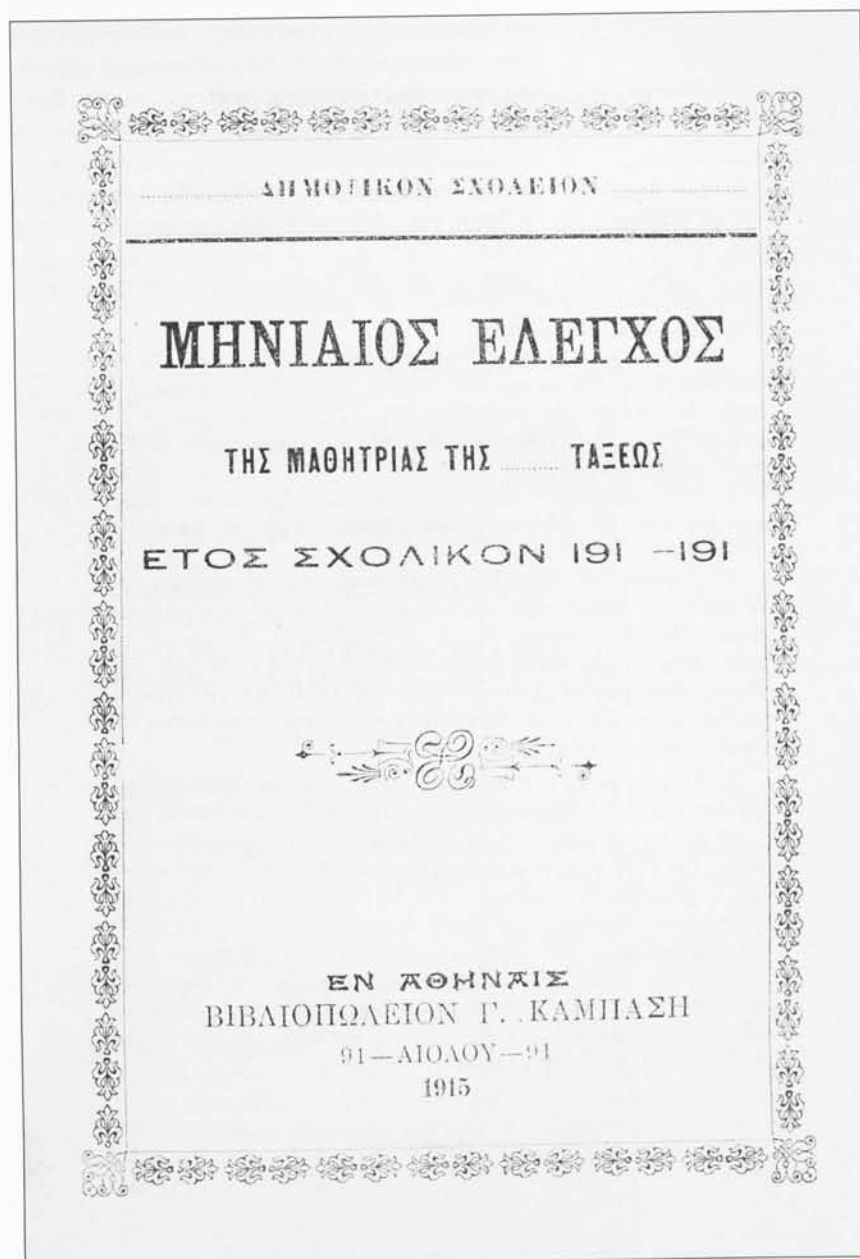 ΔΗΜΟΤΙΚΟΝ ΣΧΟΛΕΙΟΝ
ΜΗΝΙΑΙΟΣ ΕΛΕΓΧΟΣ
ΤΗΣ ΜΑΘΗΤΡΙΑΣ ΤΗΣ ........ ΤΑΞΕΩΣ
ΕΤΟΣ ΣΧΟΛΙΚΟΝ 191 –191
ΕΝ ΑΘΗΝΑΙΣ
ΒΙΒΛΙΟΠΩΛΕΙΟΝ Γ. ΚΑΜΠΑΣΗ
91—ΑΙΟΛΟΥ—91
1915